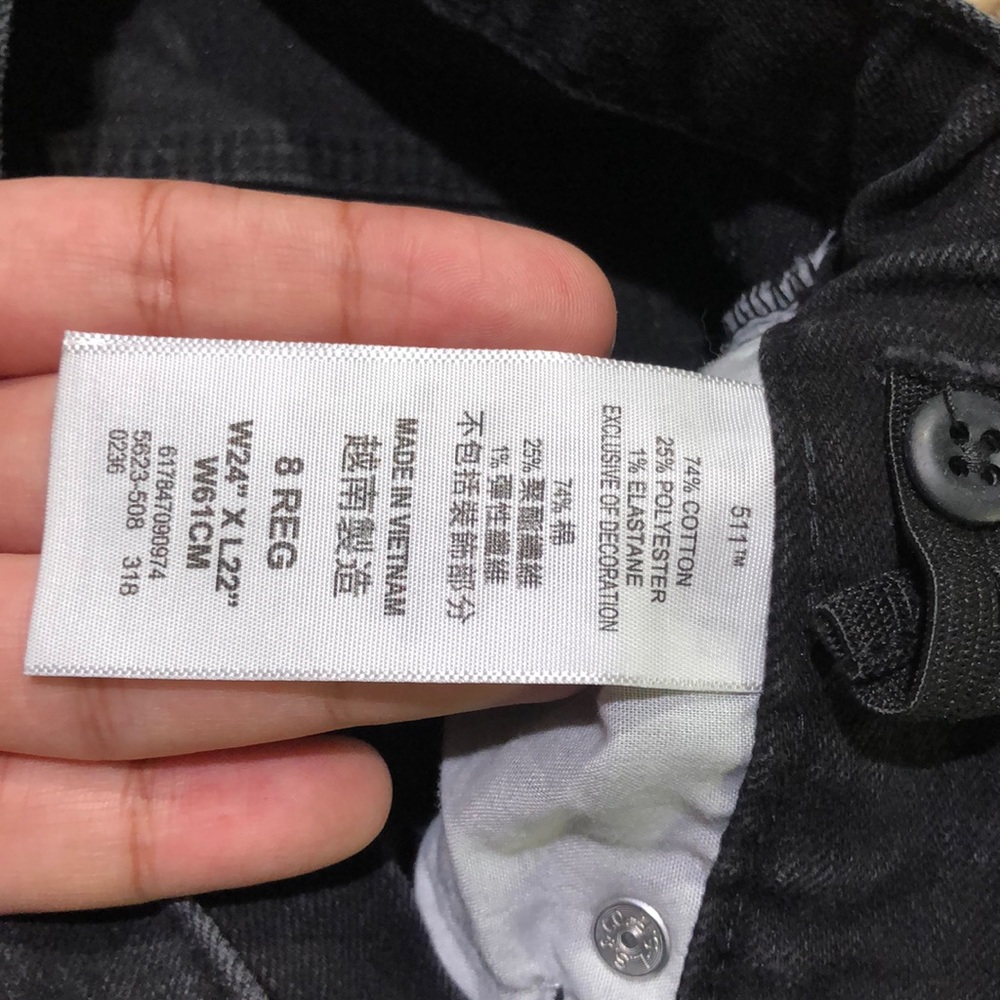 511™
74% COTTON
25% POLYESTER
1% ELASTANE
EXCLUSIVE OF DECORATION
74% 棉
25% 聚酯纖維
1% 彈性纖維
不包括裝飾部分
MADE IN VIETNAM
越南製造
8 REG
W24” X L22”
W61CM
617847090974
5623-508 318
0236